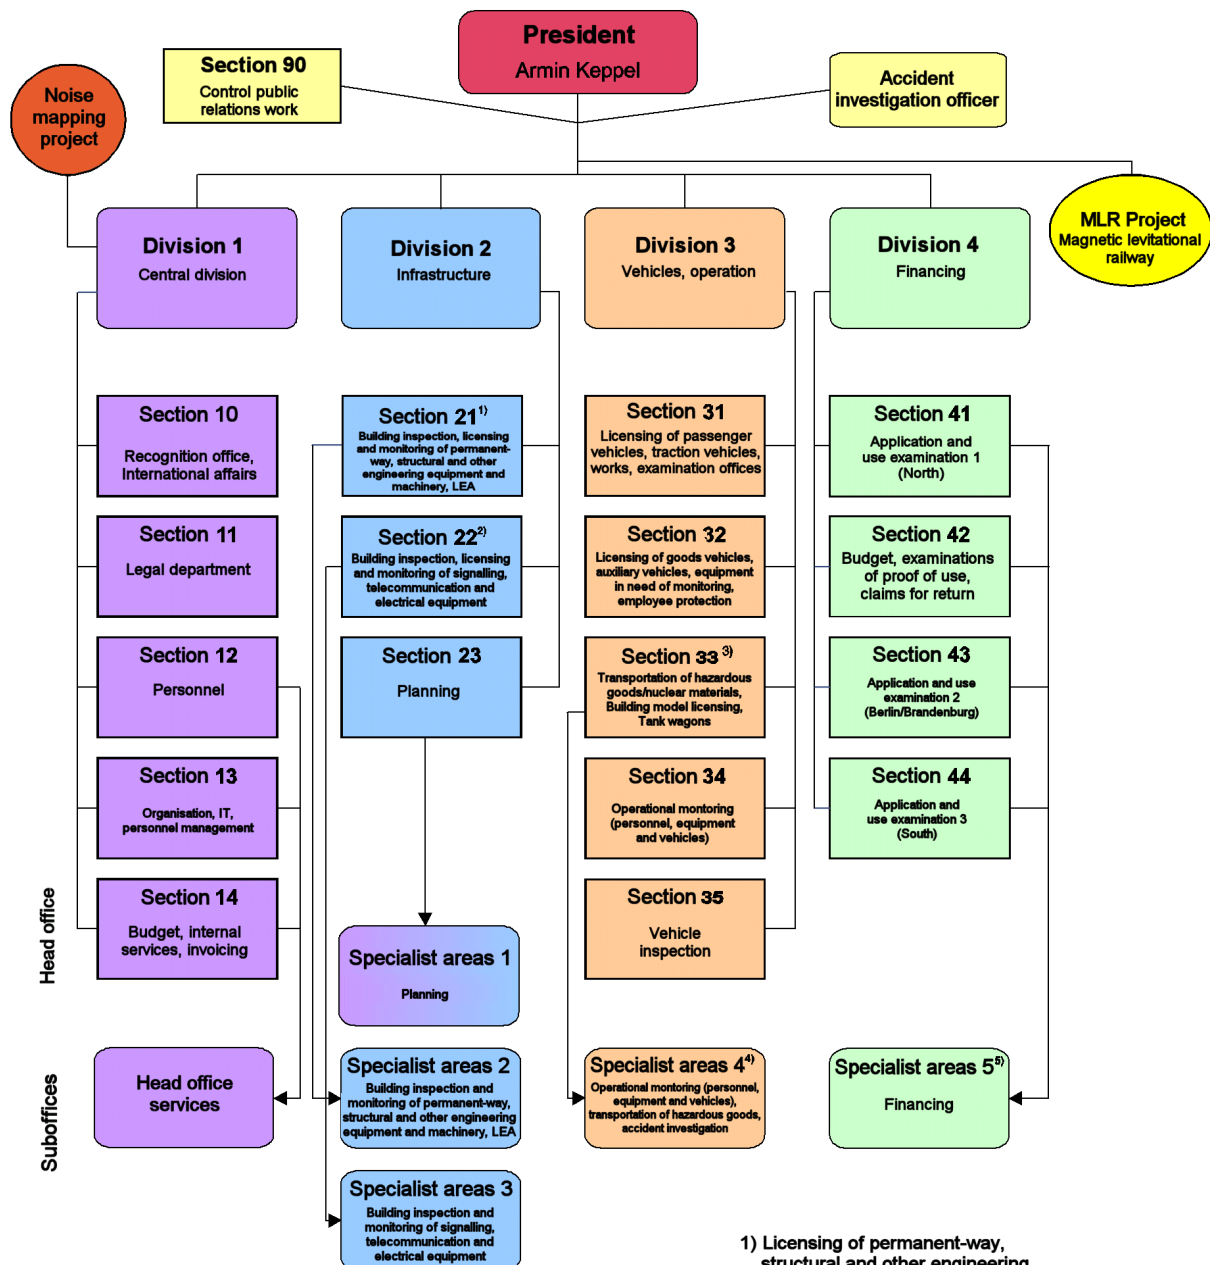 President
Armin Keppel
Section 90
Control public
relations work
Accident
investigation officer
Noise
mapping
project
MLR Project
Magnetic levitational
railway
Division 1
Central division
Division 2
Infrastructure
Division 3
Vehicles, operation
Division 4
Financing
Section 10
Recognition office,
International affairs
Section 11
Legal department
Section 12
Personnel
Section 13
Organisation, IT,
personnel management
Section 14
Budget, internal
services, invoicing
Section 21 1)
Building inspection, licensing
and monitoring of permanent-
way, structural and other
engineering equipment and
machinery, LEA
Section 22 2)
Building inspection, licensing
and monitoring of signalling,
telecommunication and
electrical equipment
Section 23
Planning
Section 31
Licensing of passenger
vehicles, traction vehicles,
works, examination offices
Section 32
Licensing of goods vehicles,
auxiliary vehicles, equipment
in need of monitoring,
employee protection
Section 33 3)
Transportation of hazardous
goods/nuclear materials,
Building model licensing,
Tank wagons
Section 34
Operational montoring
(personnel, equipment
and vehicles)
Section 35
Vehicle
inspection
Section 41
Application and
use examination 1
(North)
Section 42
Budget, examinations
of proof of use,
claims for return
Section 43
Application and use
examination 2
(Berlin/Brandenburg)
Section 44
Application and
use examination 3
(South)
Head office
Specialist areas 1
Planning
Suboffices
Head office
services
Specialist areas 2
Building inspection and
monitoring of permanent-way,
structural and other engineering
equipment and machinery, LEA
Specialist areas 3
Building inspection and
monitoring of signalling,
telecommunication and
electrical equipment
Specialist areas 4 4)
Operational montoring (personnel,
equipment and vehicles),
transportation of hazardous goods,
accident investigation
Specialist areas 5 5)
Financing
1) Licensing of permanent-way,
structural and other engineering